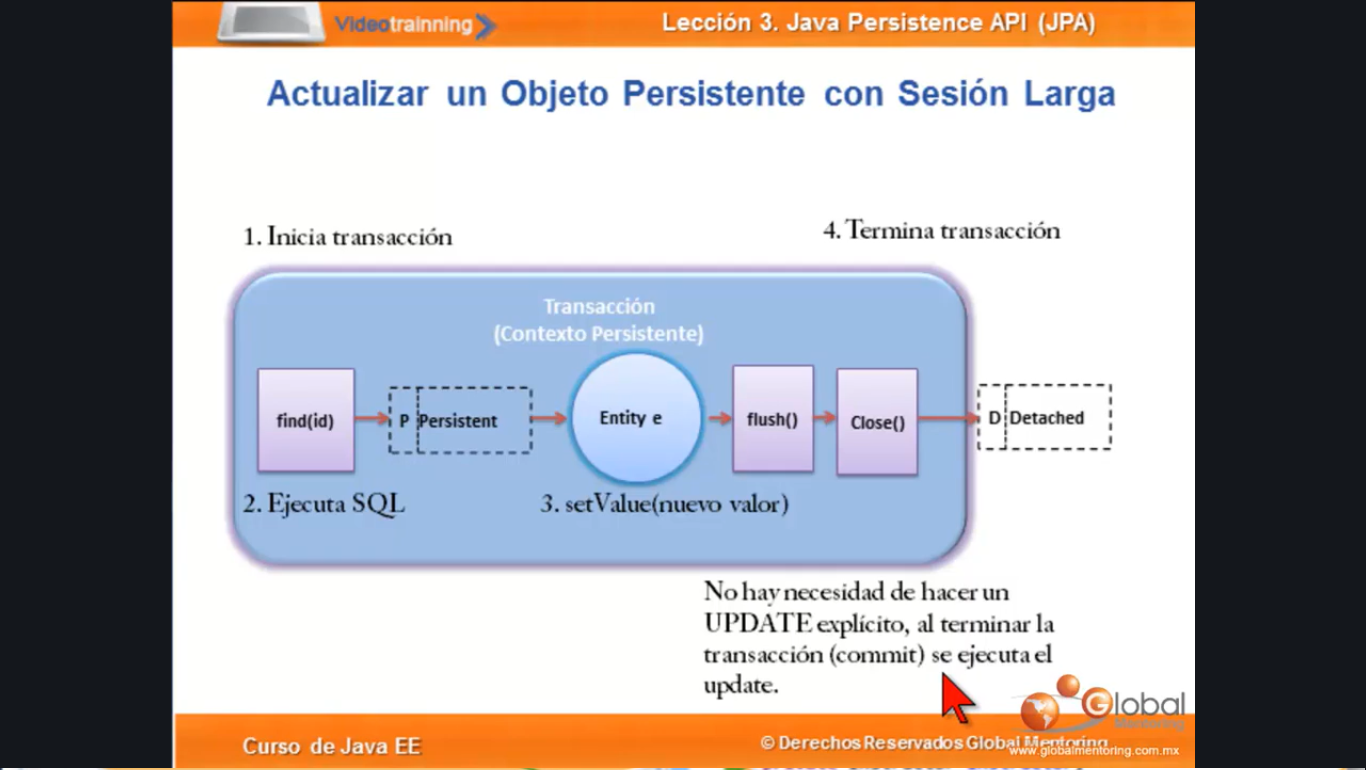 Videotrainning
Lección 3. Java Persistence API (JPA)
Actualizar un Objeto Persistente con Sesión Larga
1. Inicia transacción
4. Termina transacción
Transacción
(Contexto Persistente)
find(id)
P Persistent
Entity e
flush()
Close()
D Detached
2. Ejecuta SQL
3. setValue(nuevo valor)
No hay necesidad de hacer un
UPDATE explícito, al terminar la
transacción (commit) se ejecuta el
update.
Global
Mentoring
Curso de Java EE
© Derechos Reservados Global Mentoring
www.globalmentoring.com.mx